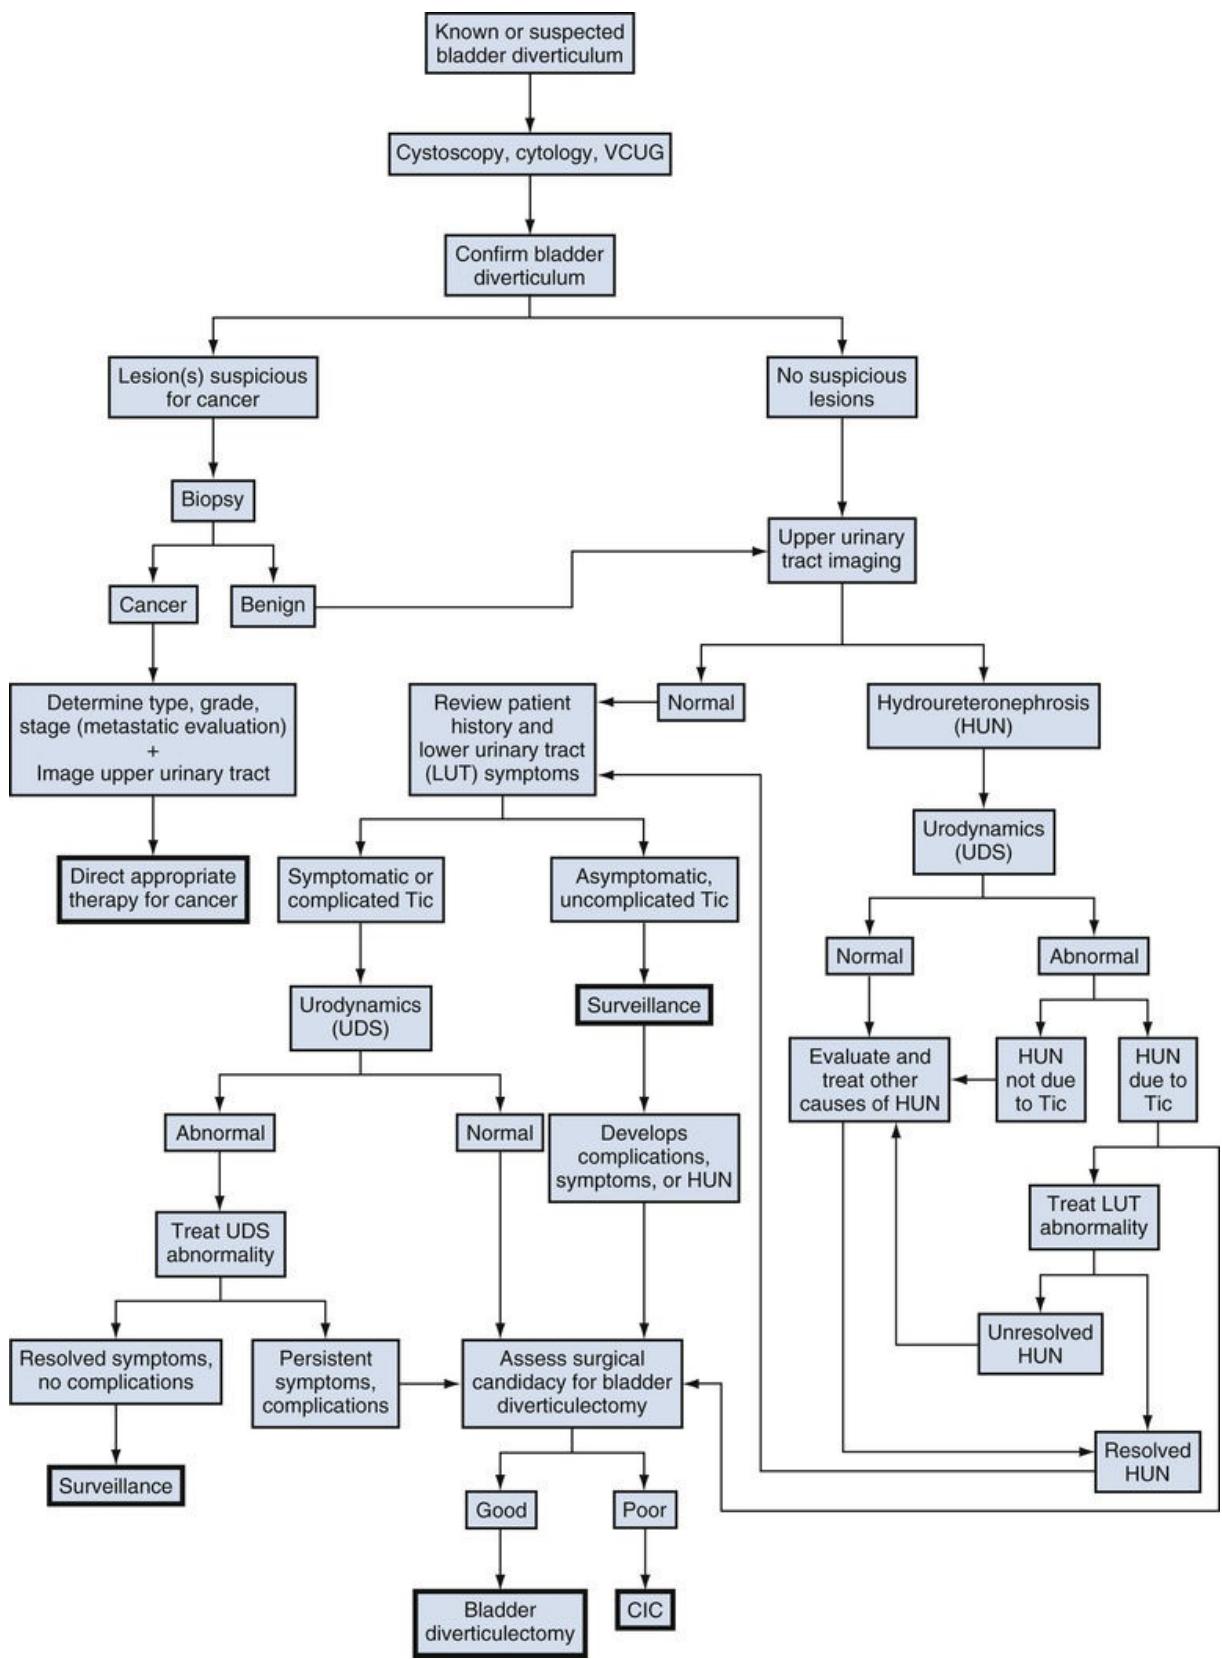 Known or suspected
bladder diverticulum
Cystoscopy, cytology, VCUG
Confirm bladder
diverticulum
Lesion(s) suspicious
for cancer
No suspicious
lesions
Biopsy
Upper urinary
tract imaging
Cancer
Benign
Determine type, grade,
stage (metastatic evaluation)
+
Image upper urinary tract
Review patient
history and
lower urinary tract
(LUT) symptoms
Normal
Hydroureteronephrosis
(HUN)
Urodynamics
(UDS)
Direct appropriate
therapy for cancer
Symptomatic or
complicated Tic
Asymptomatic,
uncomplicated Tic
Normal
Abnormal
Urodynamics
(UDS)
Surveillance
Evaluate and
treat other
causes of HUN
HUN
not due
to Tic
HUN
due to
Tic
Abnormal
Normal
Develops
complications,
symptoms, or HUN
Treat LUT
abnormality
Treat UDS
abnormality
Unresolved
HUN
Resolved symptoms,
no complications
Persistent
symptoms,
complications
Assess surgical
candidacy for bladder
diverticulectomy
Resolved
HUN
Surveillance
Good
Poor
Bladder
diverticulectomy
CIC